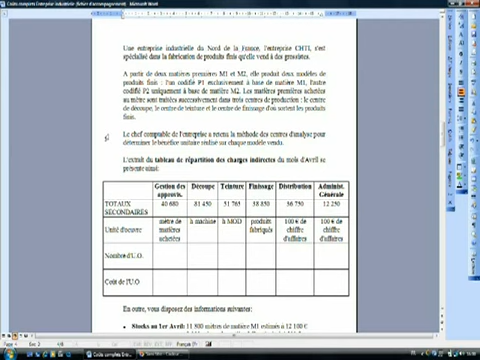 Coûts complets Entreprise industrielle (fichier d'accompagnement) - Microsoft Word
Une entreprise industrielle du Nord de la France, l'entreprise CHTI, s'est
spécialisé dans la fabrication de produits finis qu'elle vend à des grossistes.
A partir de deux matières premières M1 et M2, elle produit deux modèles de
produits finis : l'un codifié P1 exclusivement à base de matière M1, l'autre
codifié P2 uniquement à base de matière M2. Les matières premières achetées
au mètre sont traitées successivement dans trois centres de production : le centre
de découpe, le centre de teinture et le centre de finissage d'où sortent les produits
finis.
Le chef comptable de l'entreprise a retenu la méthode des centres d'analyse pour
déterminer le bénéfice unitaire réalisé sur chaque modèle vendu.
L'extrait du tableau de répartition des charges indirectes du mois d'Avril se
présente ainsi:
Gestion des approvis. Découpe Teinture Finissage Distribution Administ. Générale
TOTAUX SECONDAIRES 40 680 81 450 51 765 38 850 36 750 12 250
Unité d'oeuvre mètre de matières achetées h machine h MOD produits fabriqués 100 € de chiffre d'affaires 100 € de chiffre d'affaires
Nombre d'U.O.
Coût de l'U.O
En outre, vous disposez des informations suivantes:
• Stocks au 1er Avril: 11 800 mètres de matière M1 estimés à 12 100 €